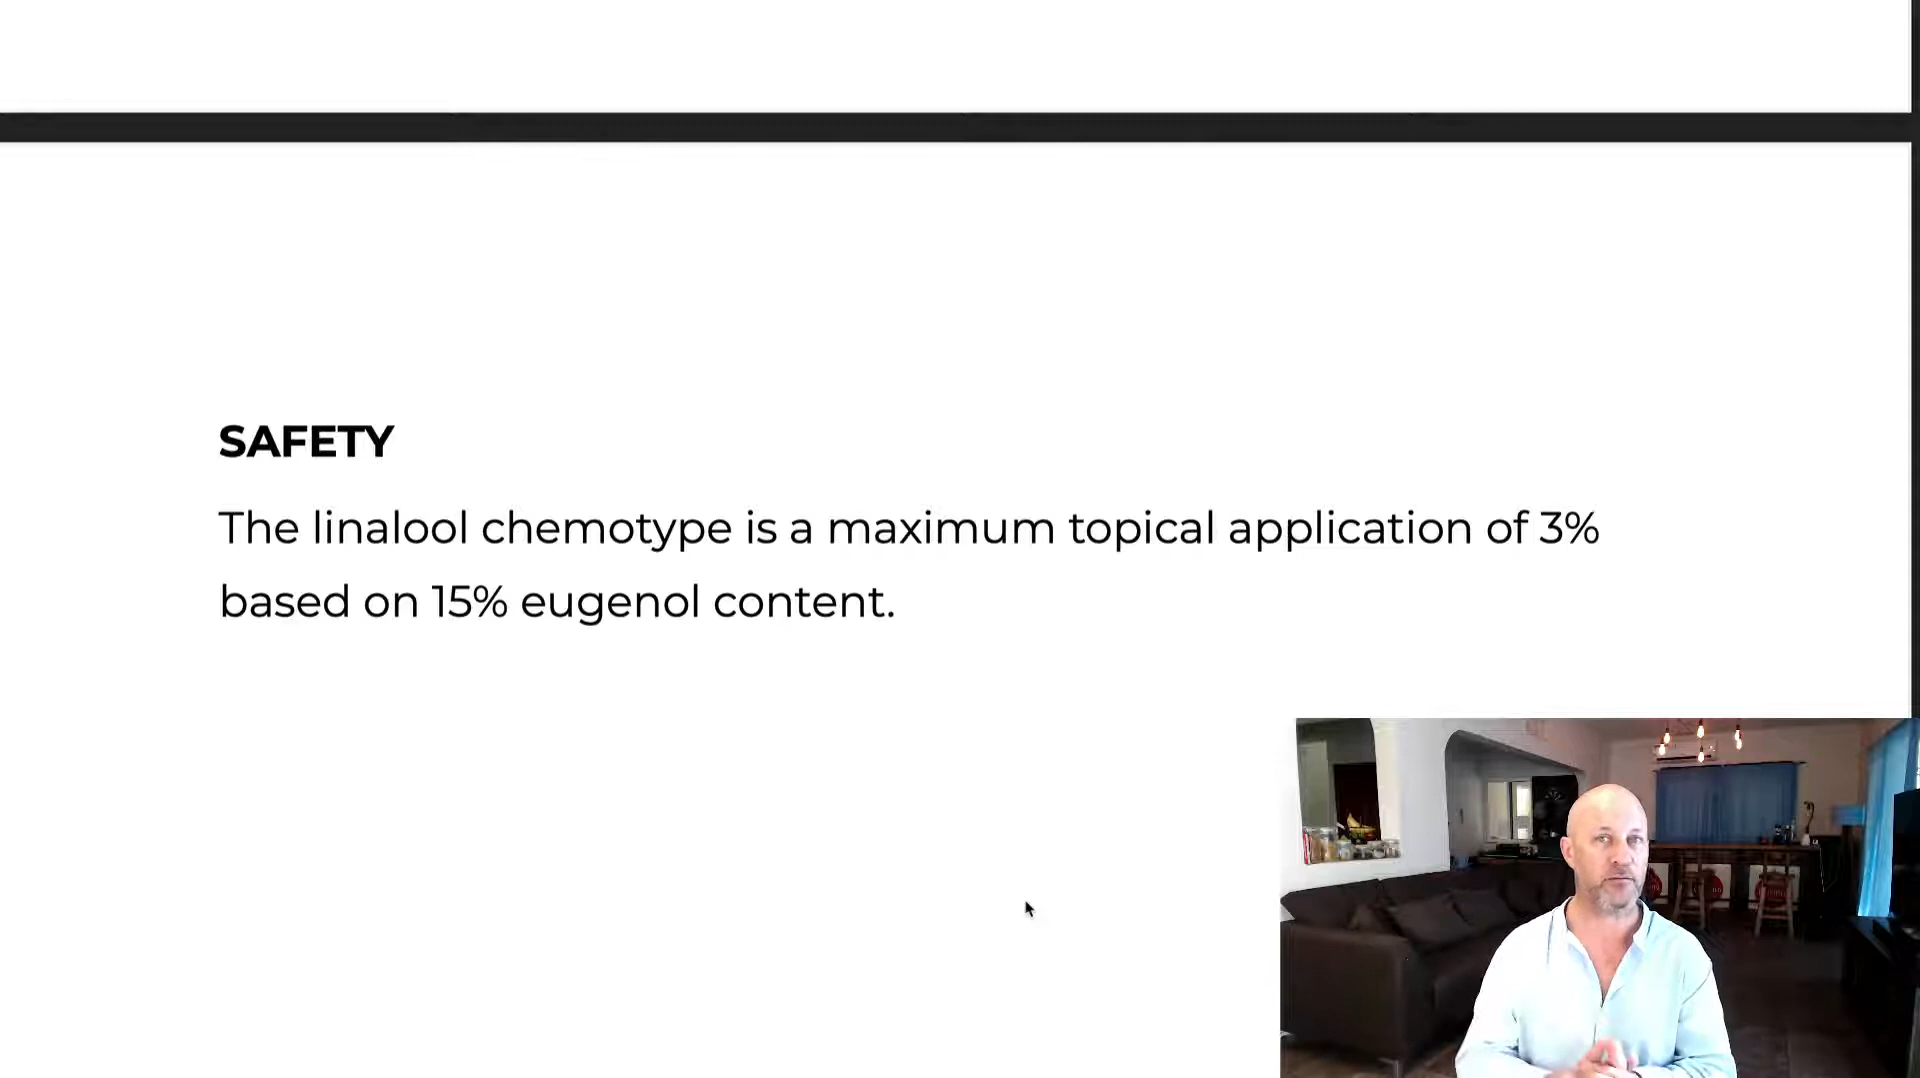 SAFETY
The linalool chemotype is a maximum topical application of 3%
based on 15% eugenol content.